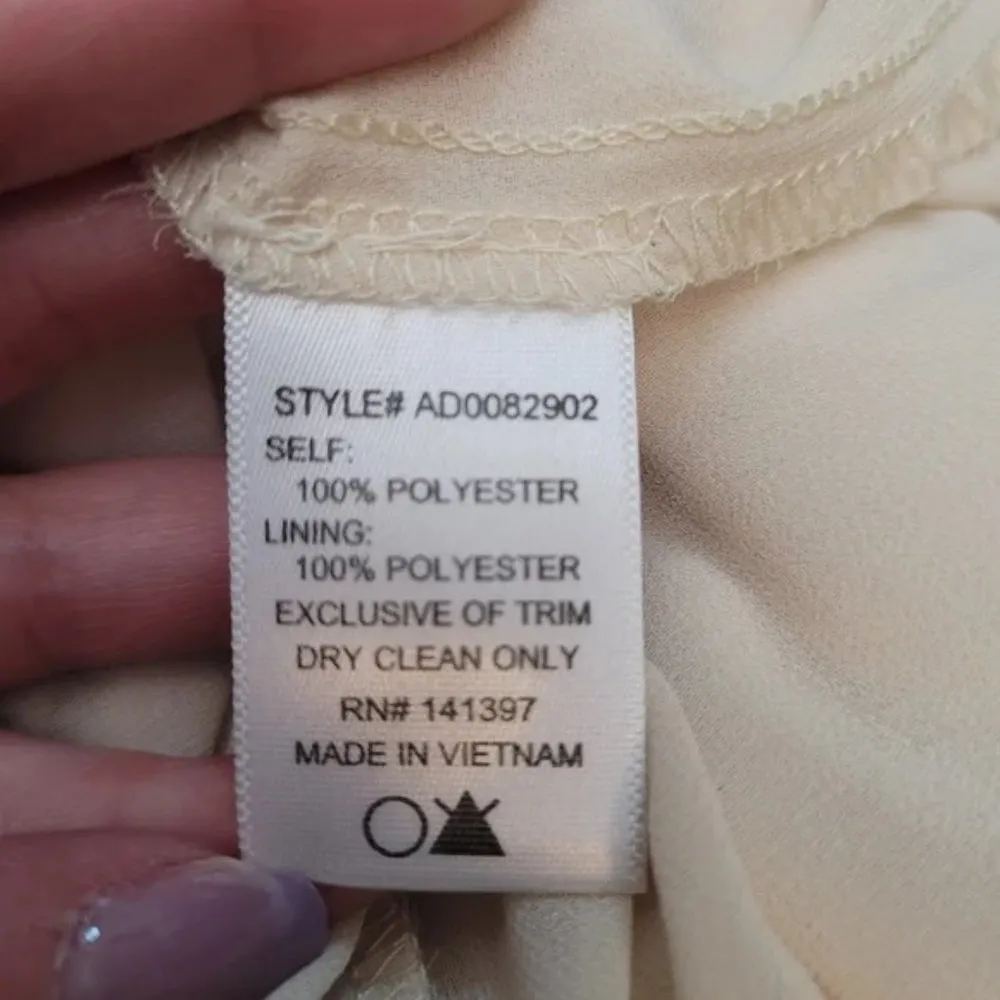 STYLE# AD0082902
SELF:
100% POLYESTER
LINING:
100% POLYESTER
EXCLUSIVE OF TRIM
DRY CLEAN ONLY
RN# 141397
MADE IN VIETNAM